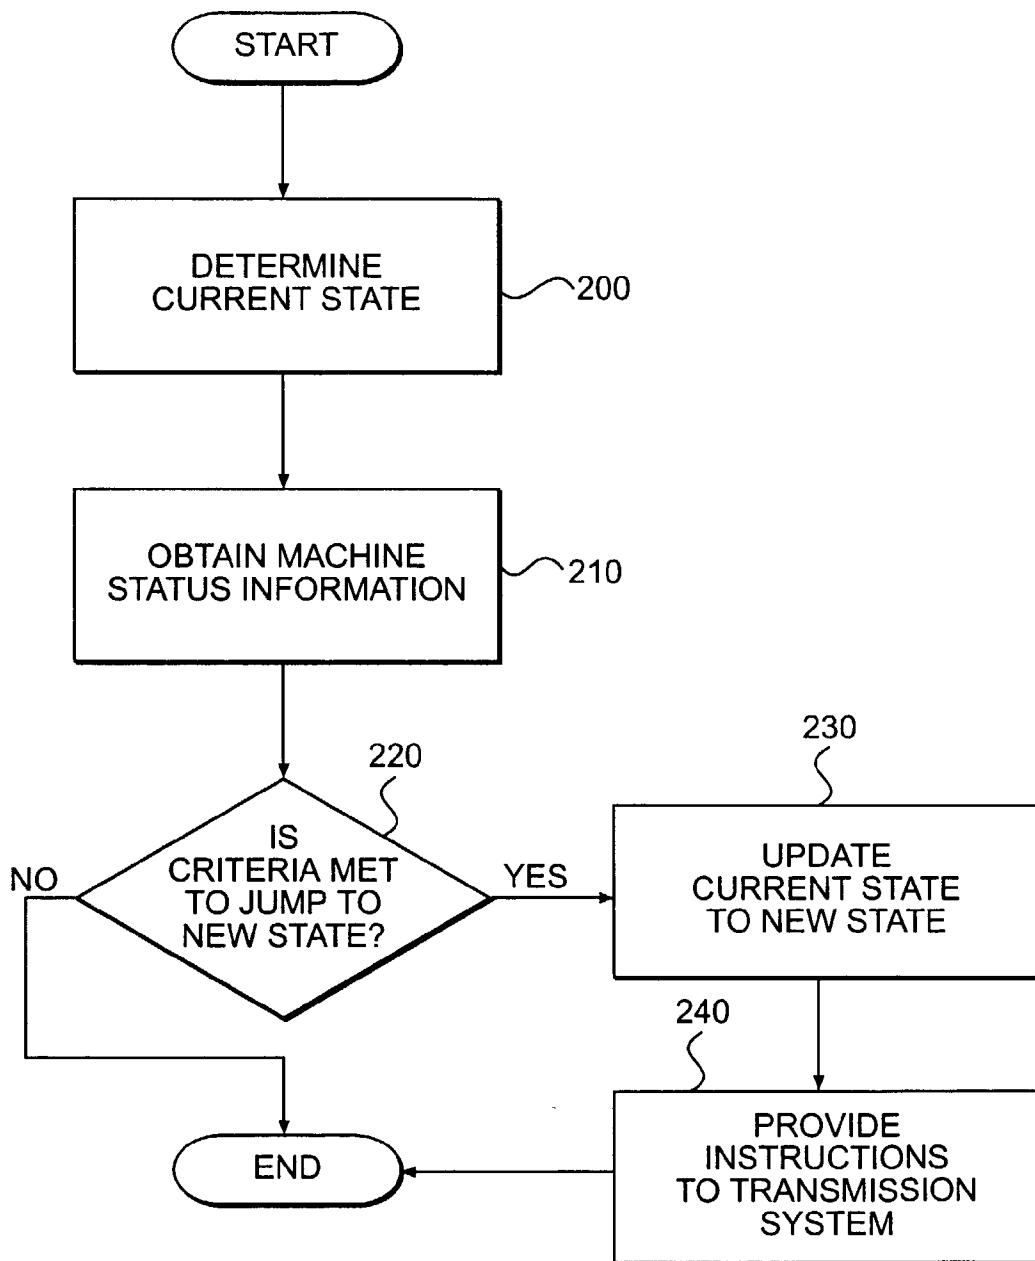 START
DETERMINE
CURRENT STATE
200
OBTAIN MACHINE
STATUS INFORMATION
210
220
IS
CRITERIA MET
TO JUMP TO
NEW STATE?
NO
YES
230
UPDATE
CURRENT STATE
TO NEW STATE
240
PROVIDE
INSTRUCTIONS
TO TRANSMISSION
SYSTEM
END